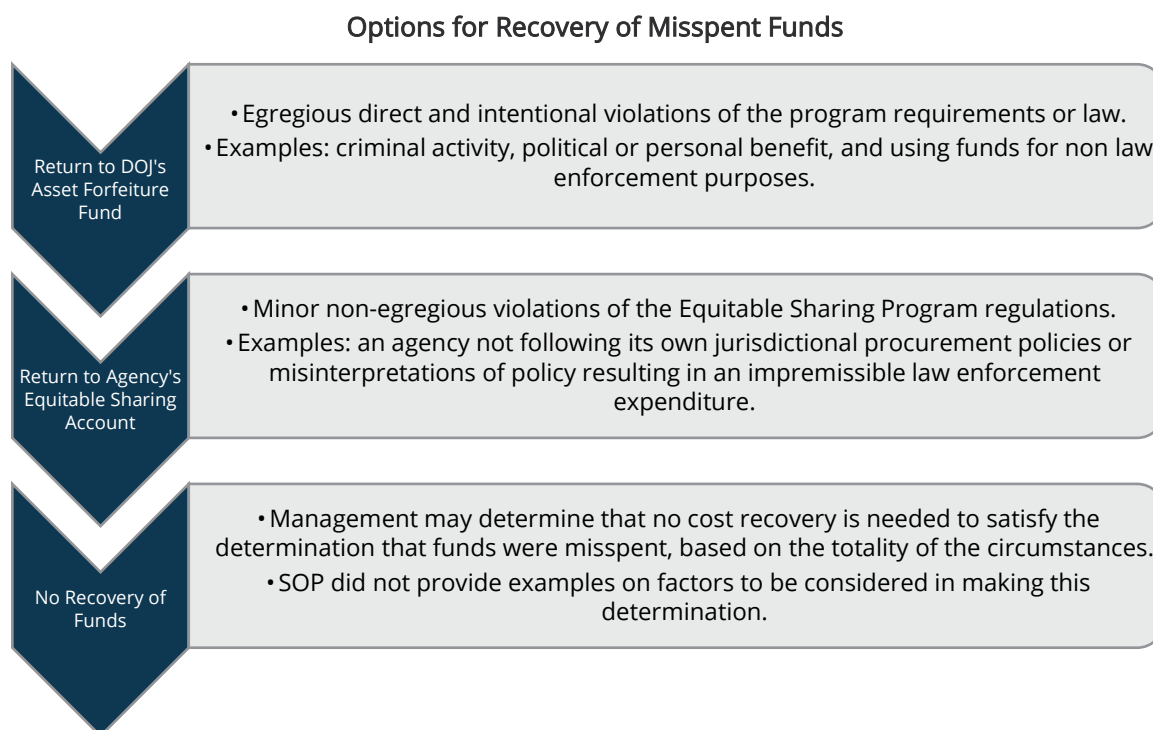 Options for Recovery of Misspent Funds
Return to DOJ's
Asset Forfeiture
Fund
•Egregious direct and intentional violations of the program requirements or law.
•Examples: criminal activity, political or personal benefit, and using funds for non law
enforcement purposes.
Return to Agency's
Equitable Sharing
Account
•Minor non-egregious violations of the Equitable Sharing Program regulations.
•Examples: an agency not following its own jurisdictional procurement policies or
misinterpretations of policy resulting in an impremissible law enforcement
expenditure.
No Recovery of
Funds
•Management may determine that no cost recovery is needed to satisfy the
determination that funds were misspent, based on the totality of the circumstances.
•SOP did not provide examples on factors to be considered in making this
determination.